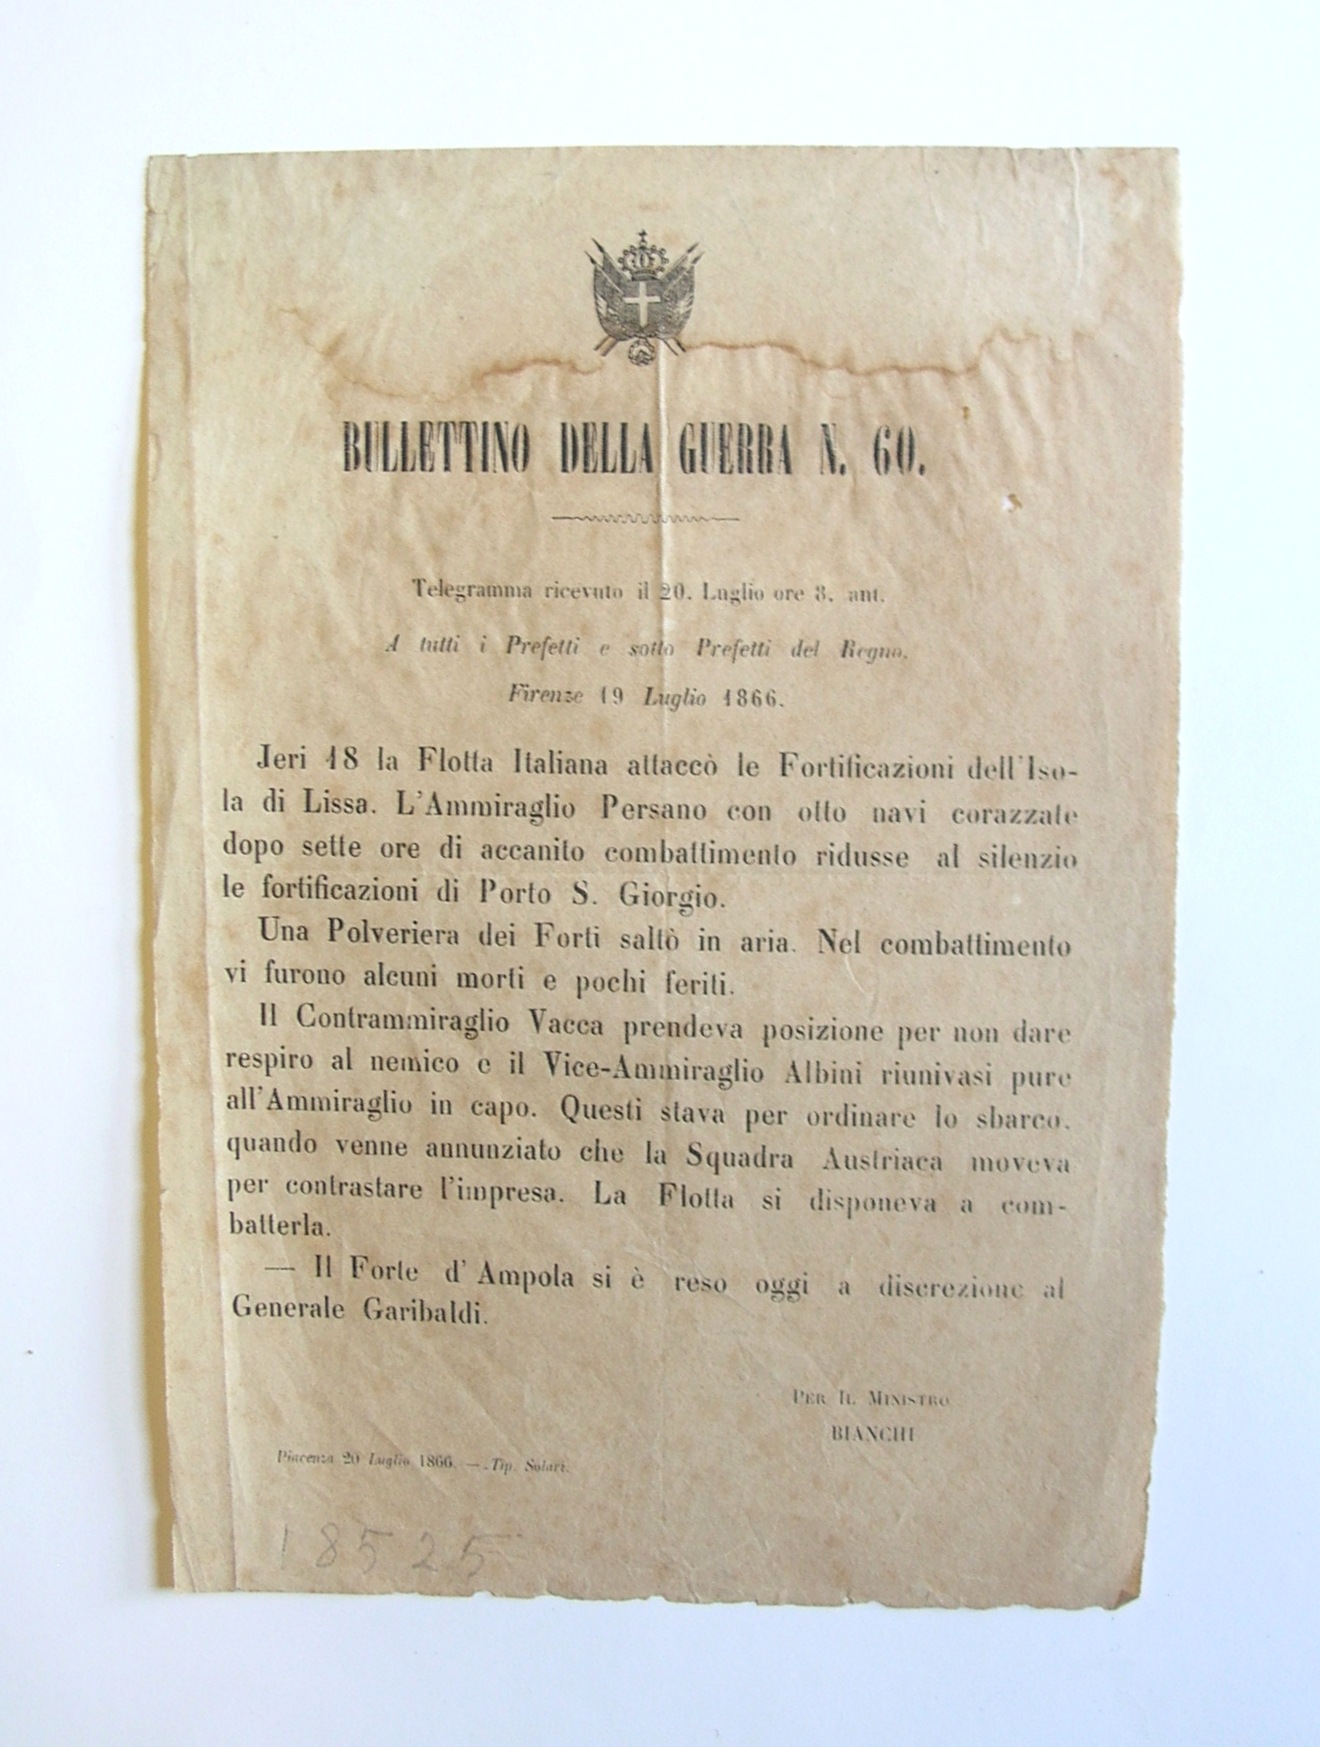 BULLETTINO DELLA GUERRA N. 60.
Telegramma ricevuto il 20. Luglio ore 8. ant.
A tutti i Prefetti e sotto Prefetti del Regno.
Firenze 19 Luglio 1866.
Jeri 18 la Flotta Italiana attaccò le Fortificazioni dell'Iso-
la di Lissa. L'Ammiraglio Persano con otto navi corazzate
dopo sette ore di accanito combattimento ridusse al silenzio
le fortificazioni di Porto S. Giorgio.
Una Polveriera dei Forti saltò in aria. Nel combattimento
vi furono alcuni morti e pochi feriti.
Il Contrammiraglio Vacca prendeva posizione per non dare
respiro al nemico e il Vice-Ammiraglio Albini riunivasi pure
all'Ammiraglio in capo. Questi stava per ordinare lo sbarco.
quando venne annunziato che la Squadra Austriaca moveva
per contrastare l'impresa. La Flotta si disponeva a com-
batterla.
— Il Forte d'Ampola si è reso oggi a discrezione al
Generale Garibaldi.
PER IL MINISTRO
BIANCHI
Piacenza 20 Luglio 1866. — Tip. Solari.
18525